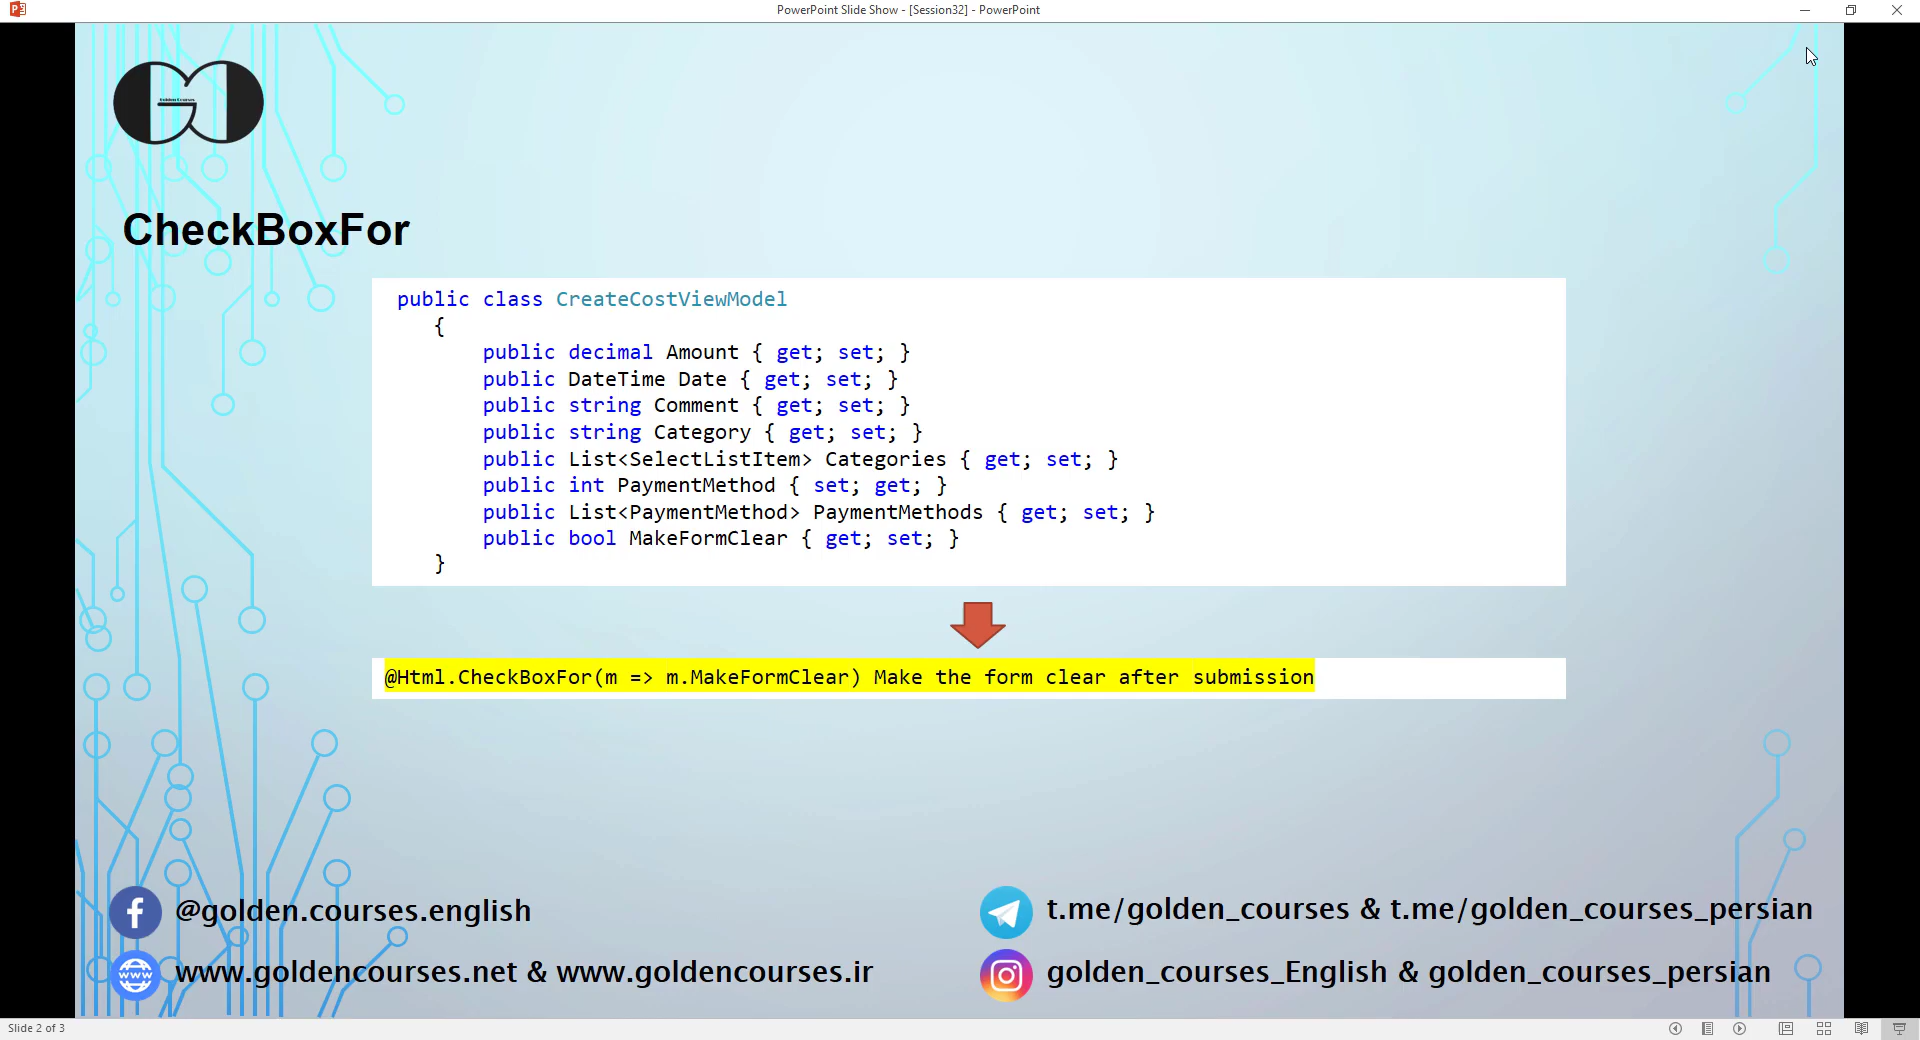 PowerPoint Slide Show - [Session32] - PowerPoint
Golden Courses
CheckBoxFor
public class CreateCostViewModel
{
public decimal Amount { get; set; }
public DateTime Date { get; set; }
public string Comment { get; set; }
public string Category { get; set; }
public List<SelectListItem> Categories { get; set; }
public int PaymentMethod { set; get; }
public List<PaymentMethod> PaymentMethods { get; set; }
public bool MakeFormClear { get; set; }
}
@Html.CheckBoxFor(m => m.MakeFormClear) Make the form clear after submission
@golden.courses.english
t.me/golden_courses & t.me/golden_courses_persian
www.goldencourses.net & www.goldencourses.ir
golden_courses_English & golden_courses_persian
Slide 2 of 3